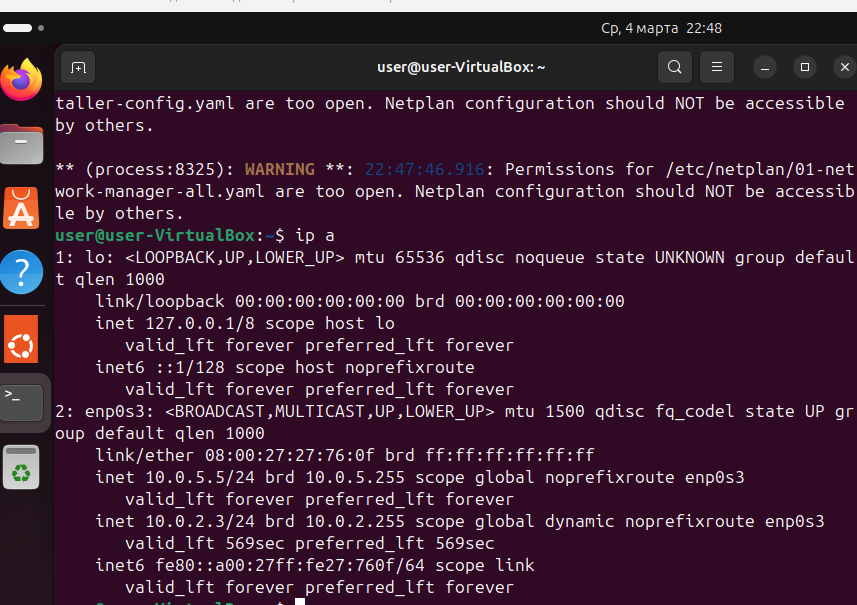 Ср, 4 марта 22:48
user@user-VirtualBox: ~
taller-config.yaml are too open. Netplan configuration should NOT be accessible
by others.
** (process:8325): WARNING **: 22:47:46.916: Permissions for /etc/netplan/01-net
work-manager-all.yaml are too open. Netplan configuration should NOT be accessib
le by others.
user@user-VirtualBox:~$ ip a
1: lo: <LOOPBACK,UP,LOWER_UP> mtu 65536 qdisc noqueue state UNKNOWN group defaul
t qlen 1000
link/loopback 00:00:00:00:00:00 brd 00:00:00:00:00:00
inet 127.0.0.1/8 scope host lo
valid_lft forever preferred_lft forever
inet6 ::1/128 scope host noprefixroute
valid_lft forever preferred_lft forever
2: enp0s3: <BROADCAST,MULTICAST,UP,LOWER_UP> mtu 1500 qdisc fq_codel state UP gr
oup default qlen 1000
link/ether 08:00:27:27:76:0f brd ff:ff:ff:ff:ff:ff
inet 10.0.5.5/24 brd 10.0.5.255 scope global noprefixroute enp0s3
valid_lft forever preferred_lft forever
inet 10.0.2.3/24 brd 10.0.2.255 scope global dynamic noprefixroute enp0s3
valid_lft 569sec preferred_lft 569sec
inet6 fe80::a00:27ff:fe27:760f/64 scope link
valid_lft forever preferred_lft forever